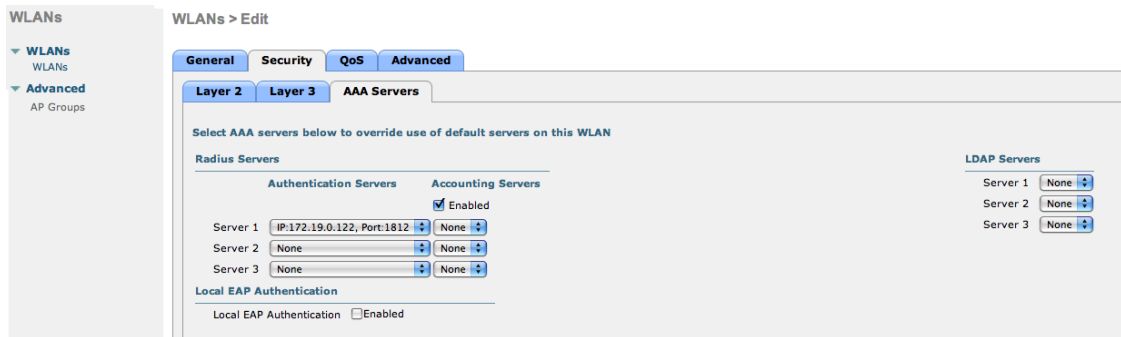 WLANs
WLANs
WLANs
Advanced
AP Groups
WLANs > Edit
General Security QoS Advanced
Layer 2 Layer 3 AAA Servers
Select AAA servers below to override use of default servers on this WLAN
Radius Servers
Authentication Servers Accounting Servers
Enabled
Server 1 IP:172.19.0.122, Port:1812 None
Server 2 None None
Server 3 None None
Local EAP Authentication
Local EAP Authentication Enabled
LDAP Servers
Server 1 None
Server 2 None
Server 3 None